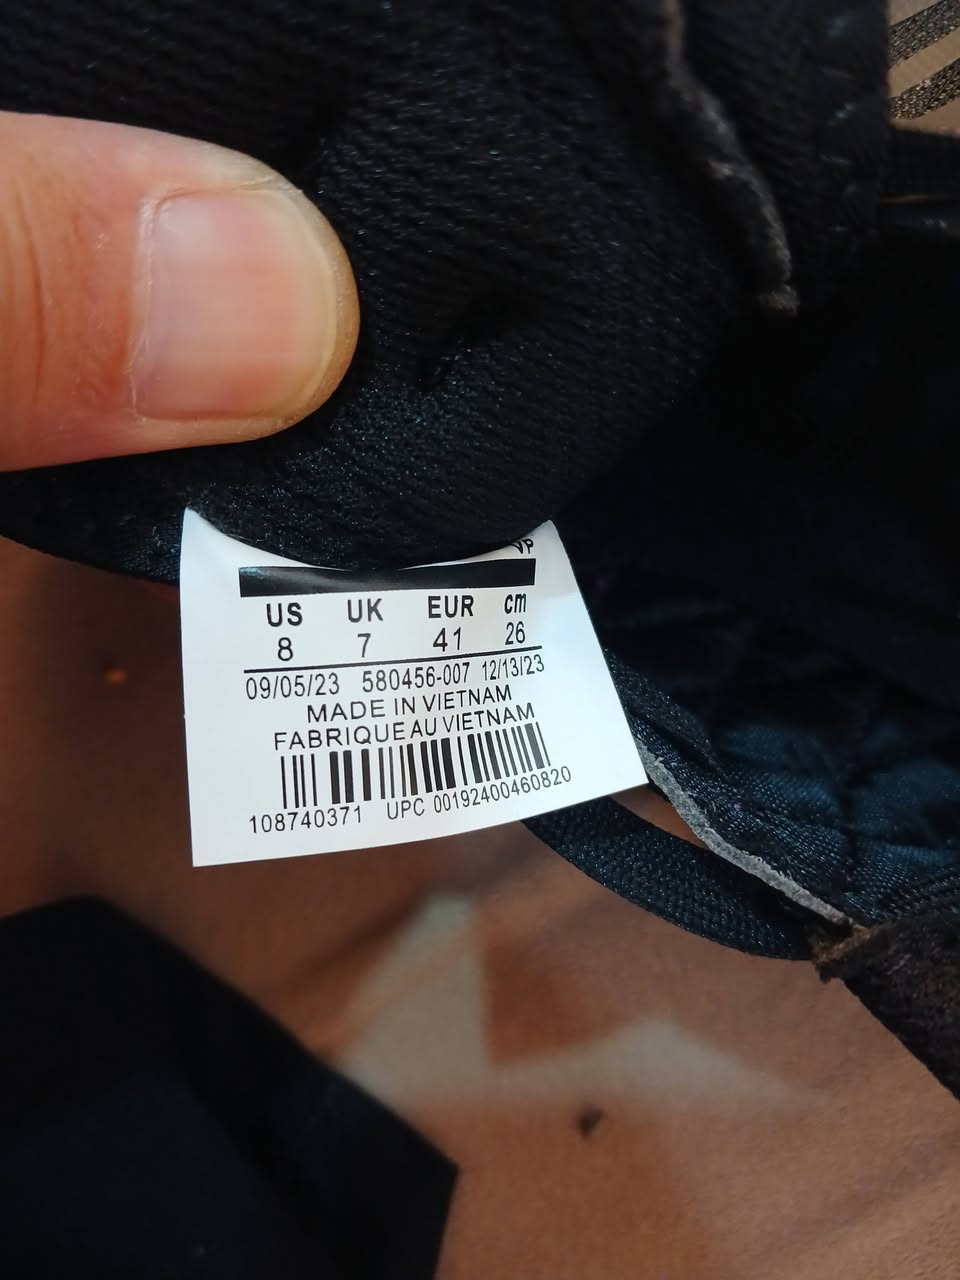 VP
US UK EUR cm
8 7 41 26
09/05/23 580456-007 12/13/23
MADE IN VIETNAM
FABRIQUE AU VIETNAM
108740371 UPC 00192400460820